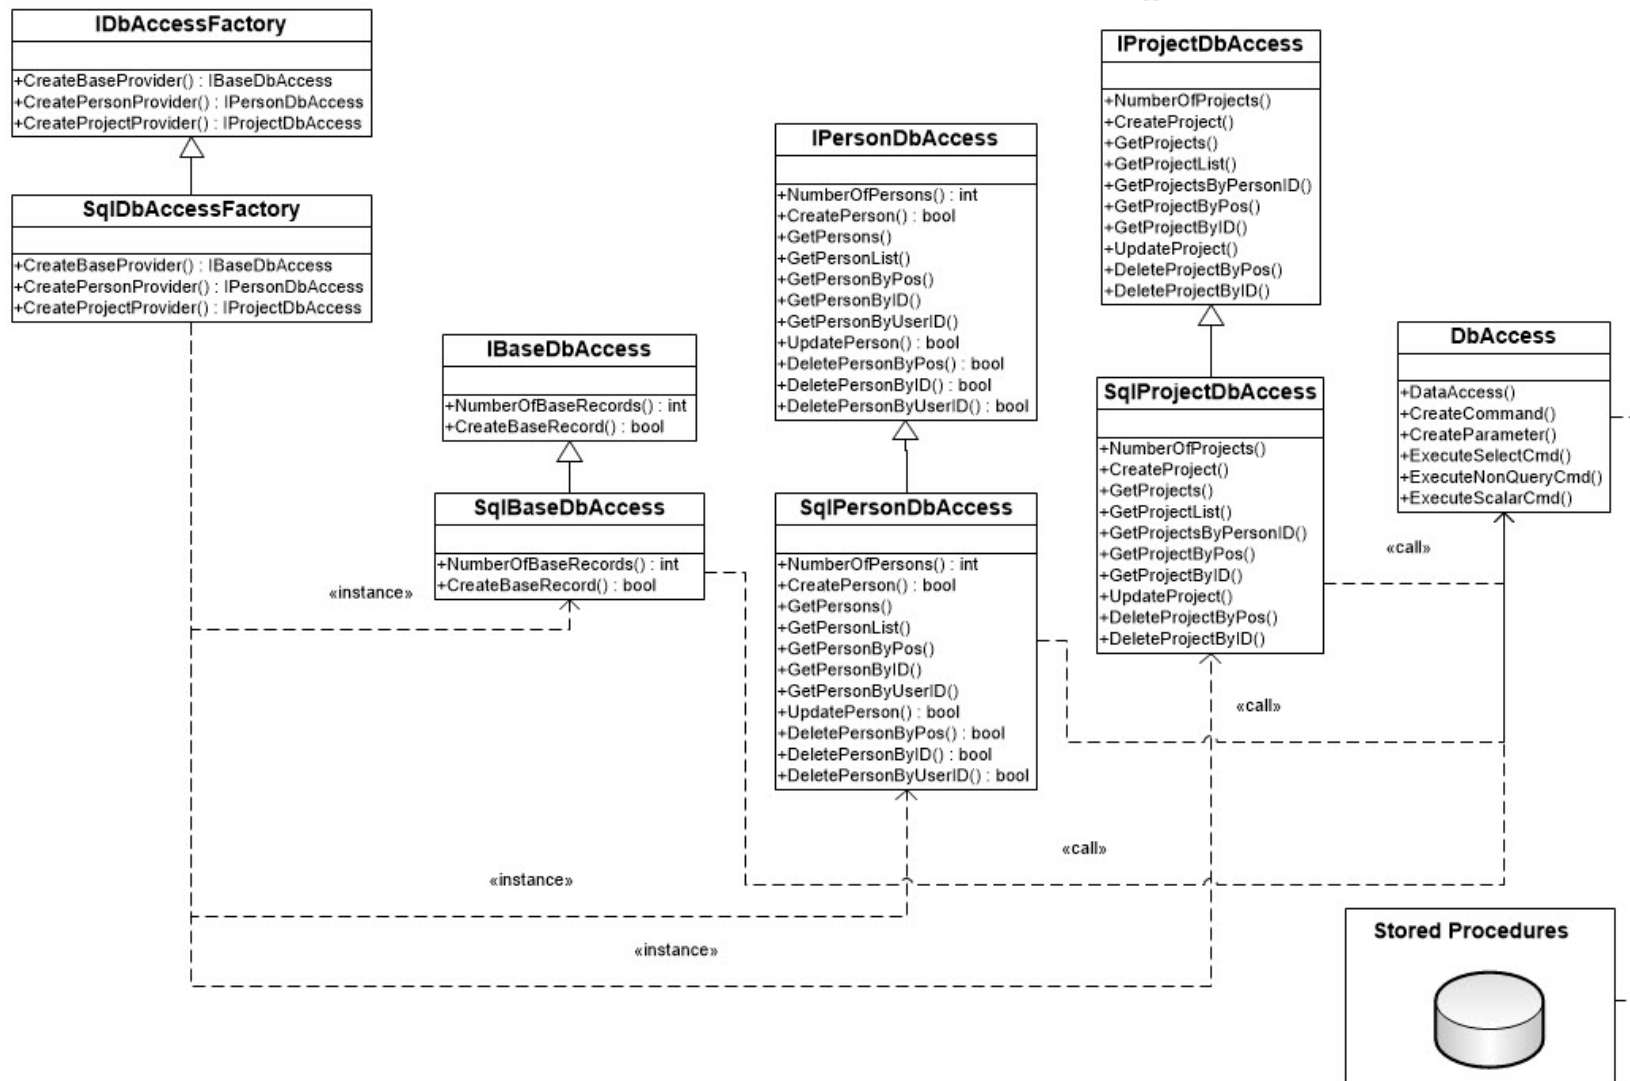 IDbAccessFactory
+CreateBaseProvider() : IBaseDbAccess
+CreatePersonProvider() : IPersonDbAccess
+CreateProjectProvider() : IProjectDbAccess
SqlDbAccessFactory
+CreateBaseProvider() : IBaseDbAccess
+CreatePersonProvider() : IPersonDbAccess
+CreateProjectProvider() : IProjectDbAccess
IBaseDbAccess
+NumberOfBaseRecords() : int
+CreateBaseRecord() : bool
SqlBaseDbAccess
+NumberOfBaseRecords() : int
+CreateBaseRecord() : bool
IPersonDbAccess
+NumberOfPersons() : int
+CreatePerson() : bool
+GetPersons()
+GetPersonList()
+GetPersonByPos()
+GetPersonByID()
+GetPersonByUserID()
+UpdatePerson() : bool
+DeletePersonByPos() : bool
+DeletePersonByID() : bool
+DeletePersonByUserID() : bool
SqlPersonDbAccess
+NumberOfPersons() : int
+CreatePerson() : bool
+GetPersons()
+GetPersonList()
+GetPersonByPos()
+GetPersonByID()
+GetPersonByUserID()
+UpdatePerson() : bool
+DeletePersonByPos() : bool
+DeletePersonByID() : bool
+DeletePersonByUserID() : bool
IProjectDbAccess
+NumberOfProjects()
+CreateProject()
+GetProjects()
+GetProjectList()
+GetProjectsByPersonID()
+GetProjectByPos()
+GetProjectByID()
+UpdateProject()
+DeleteProjectByPos()
+DeleteProjectByID()
SqlProjectDbAccess
+NumberOfProjects()
+CreateProject()
+GetProjects()
+GetProjectList()
+GetProjectsByPersonID()
+GetProjectByPos()
+GetProjectByID()
+UpdateProject()
+DeleteProjectByPos()
+DeleteProjectByID()
DbAccess
+DataAccess()
+CreateCommand()
+CreateParameter()
+ExecuteSelectCmd()
+ExecuteNonQueryCmd()
+ExecuteScalarCmd()
«call»
«instance»
«call»
«call»
«instance»
«instance»
Stored Procedures